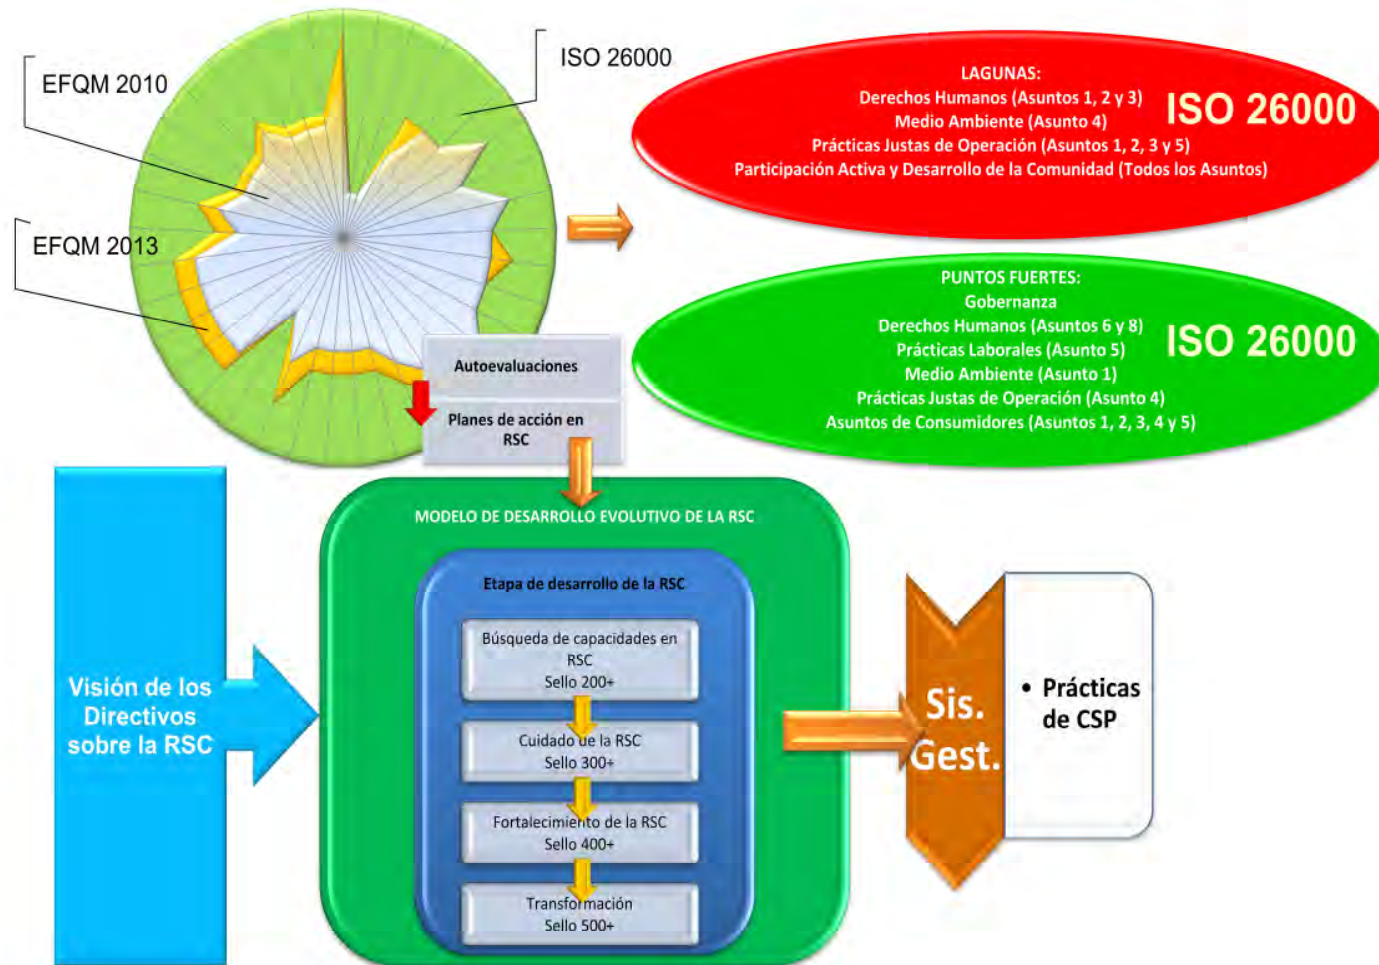 EFQM 2010
ISO 26000
EFQM 2013
LAGUNAS:
Derechos Humanos (Asuntos 1, 2 y 3)
Medio Ambiente (Asunto 4)
Prácticas Justas de Operación (Asuntos 1, 2, 3 y 5)
Participación Activa y Desarrollo de la Comunidad (Todos los Asuntos)
ISO 26000
PUNTOS FUERTES:
Gobernanza
Derechos Humanos (Asuntos 6 y 8)
Prácticas Laborales (Asunto 5)
Medio Ambiente (Asunto 1)
Prácticas Justas de Operación (Asunto 4)
Asuntos de Consumidores (Asuntos 1, 2, 3, 4 y 5)
ISO 26000
Autoevaluaciones
Planes de acción en
RSC
MODELO DE DESARROLLO EVOLUTIVO DE LA RSC
Etapa de desarrollo de la RSC
Búsqueda de capacidades en
RSC
Sello 200+
Cuidado de la RSC
Sello 300+
Fortalecimiento de la RSC
Sello 400+
Transformación
Sello 500+
Visión de los
Directivos
sobre la RSC
Sis.
Gest.
• Prácticas
de CSP